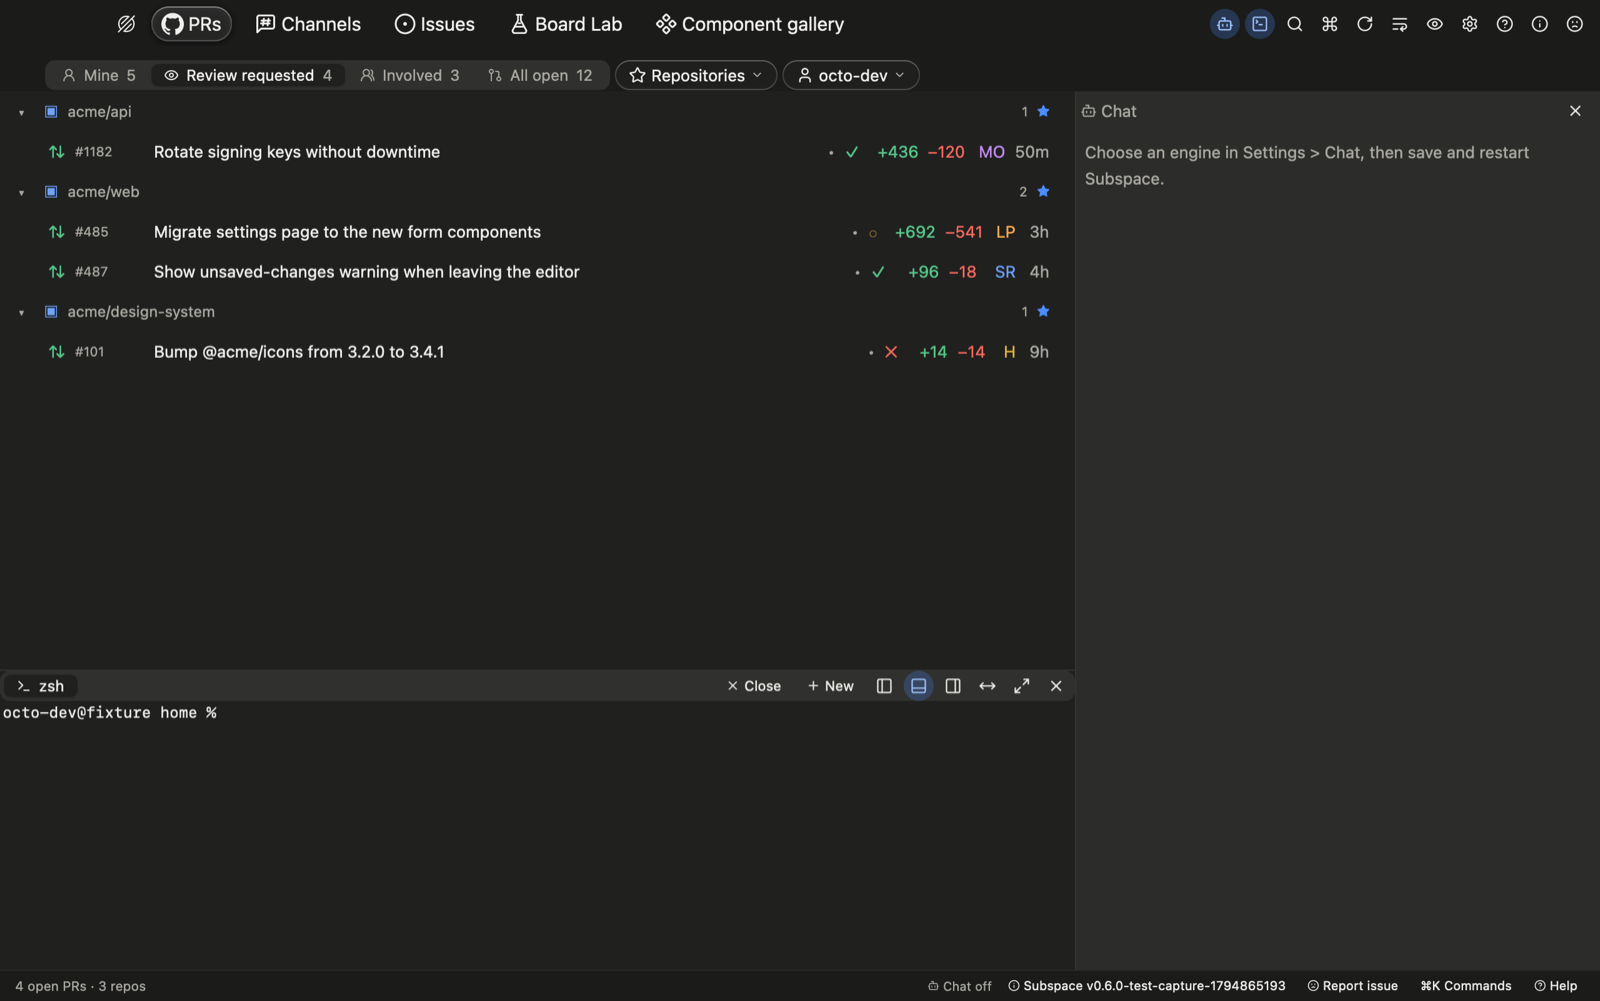 PRs Channels Issues Board Lab Component gallery
Mine 5 Review requested 4 Involved 3 All open 12 Repositories octo-dev
acme/api 1
#1182 Rotate signing keys without downtime +436 −120 MO 50m
acme/web 2
#485 Migrate settings page to the new form components +692 −541 LP 3h
#487 Show unsaved-changes warning when leaving the editor +96 −18 SR 4h
acme/design-system 1
#101 Bump @acme/icons from 3.2.0 to 3.4.1 +14 −14 H 9h
Chat
Choose an engine in Settings > Chat, then save and restart
Subspace.
zsh Close New
octo-dev@fixture home %
4 open PRs · 3 repos Chat off Subspace v0.6.0-test-capture-1794865193 Report issue ⌘K Commands Help